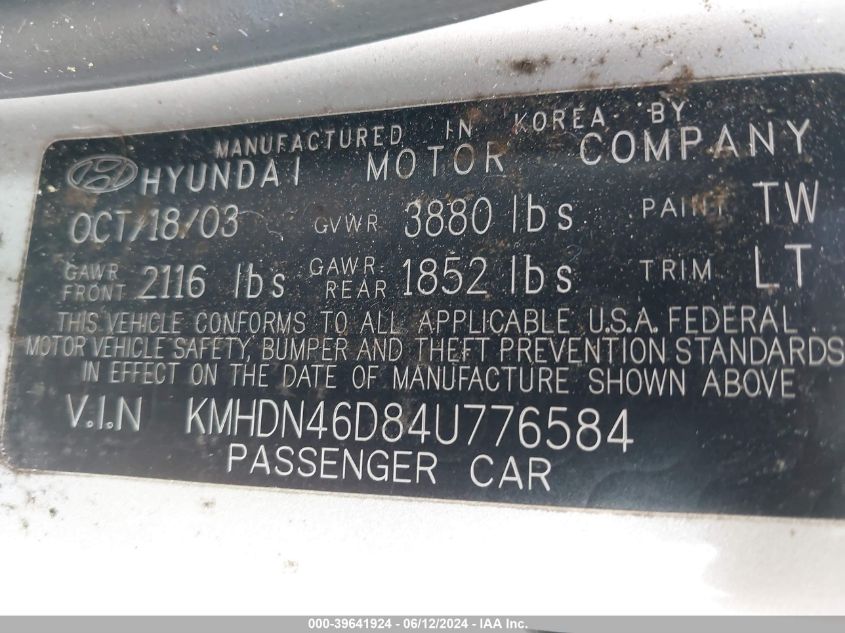 MANUFACTURED IN KOREA BY
HYUNDAI MOTOR COMPANY
OCT/18/03 GVWR 3880 lbs PAINT TW
GAWR FRONT 2116 lbs GAWR REAR 1852 lbs TRIM LT
THIS VEHICLE CONFORMS TO ALL APPLICABLE U.S.A. FEDERAL
MOTOR VEHICLE SAFETY, BUMPER AND THEFT PREVENTION STANDARDS
IN EFFECT ON THE DATE OF MANUFACTURE SHOWN ABOVE
V.I.N KMHDN46D84U776584
PASSENGER CAR
000-39641924 - 06/12/2024 - IAA Inc.